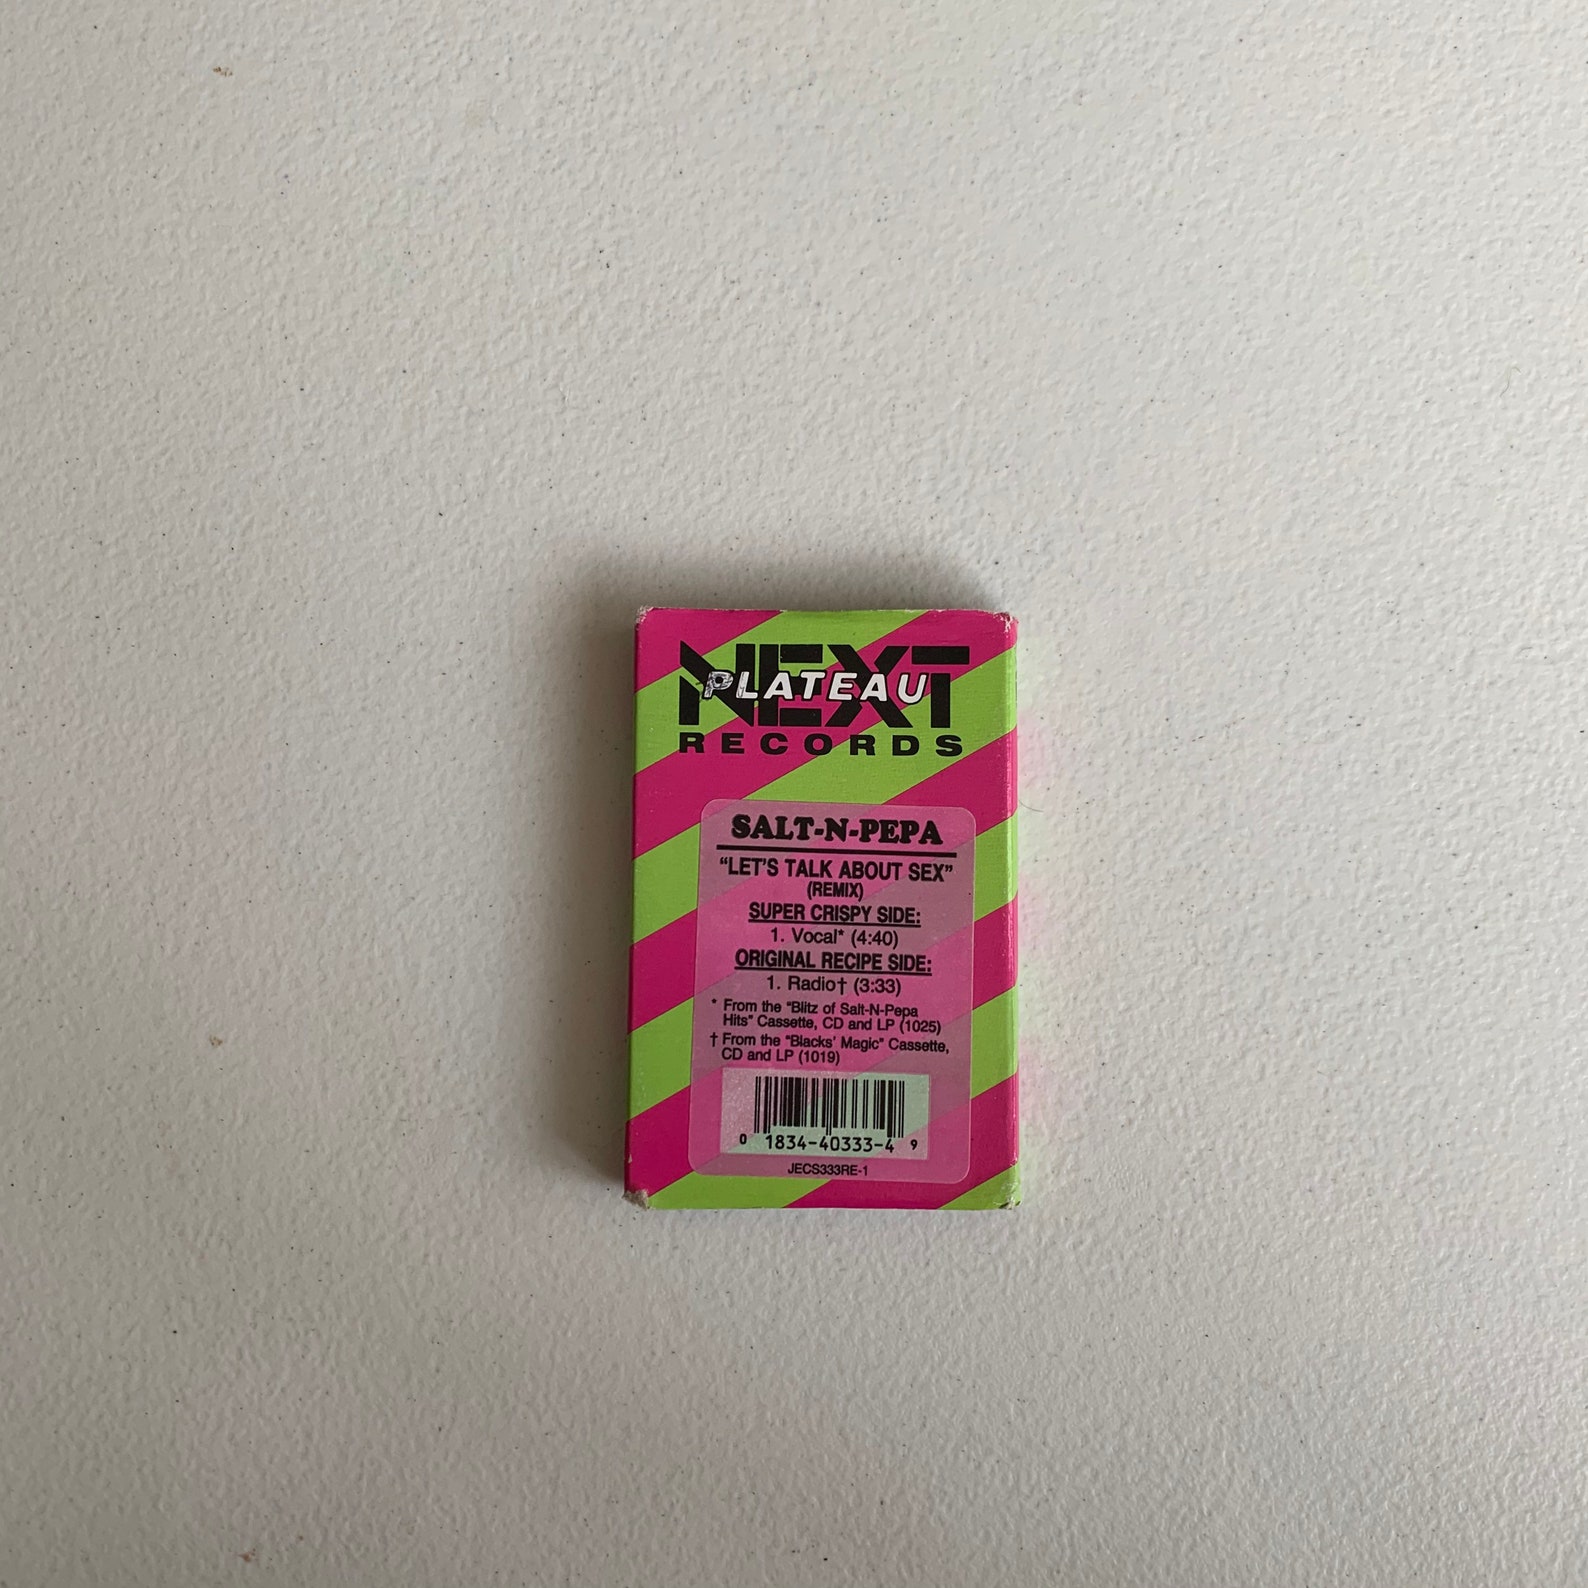 NEXT
PLATEAU
RECORDS
SALT-N-PEPA
“LET'S TALK ABOUT SEX”
(REMIX)
SUPER CRISPY SIDE:
1. Vocal* (4:40)
ORIGINAL RECIPE SIDE:
1. Radio† (3:33)
* From the “Blitz of Salt-N-Pepa
Hits” Cassette, CD and LP (1025)
† From the “Blacks' Magic” Cassette,
CD and LP (1019)
0 1834-40333-4 9
JECS333RE-1